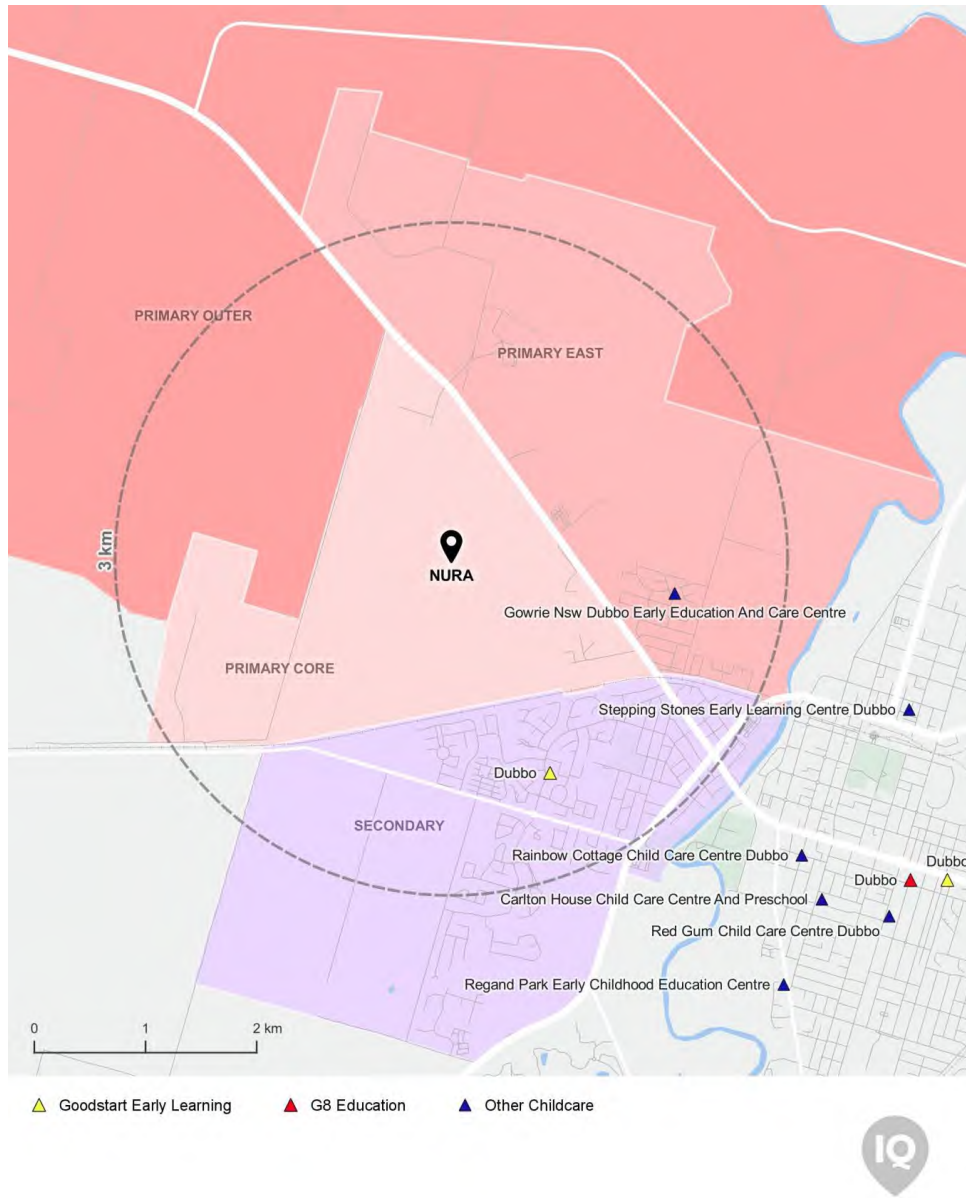 PRIMARY OUTER
PRIMARY EAST
3 km
NURA
Gowrie Nsw Dubbo Early Education And Care Centre
PRIMARY CORE
Stepping Stones Early Learning Centre Dubbo
Dubbo
SECONDARY
Rainbow Cottage Child Care Centre Dubbo
Dubbo
Dubbo
Carlton House Child Care Centre And Preschool
Red Gum Child Care Centre Dubbo
Regand Park Early Childhood Education Centre
0 1 2 km
Goodstart Early Learning G8 Education Other Childcare
IQ